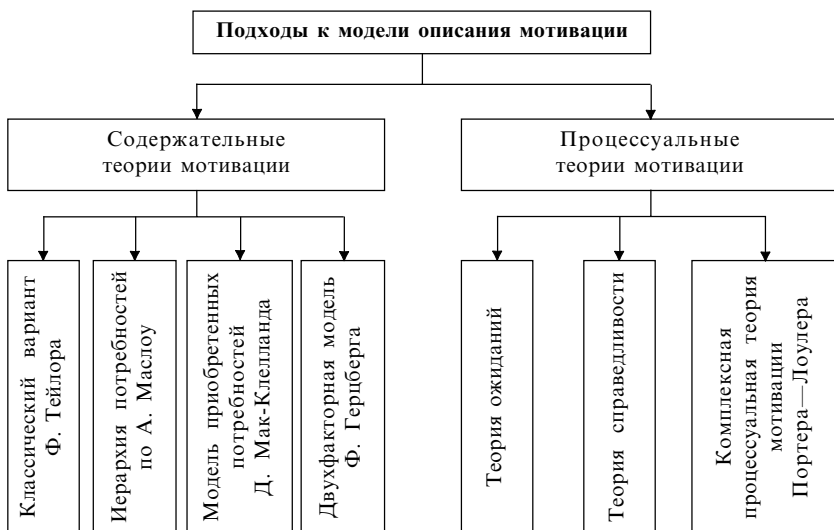 Подходы к модели описания мотивации
Содержательные
теории мотивации
Процессуальные
теории мотивации
Классический вариант
Ф. Тейлора
Иерархия потребностей
по А. Маслоу
Модель приобретенных
потребностей
Д. Мак-Клелланда
Двухфакторная модель
Ф. Герцберга
Теория ожиданий
Теория справедливости
Комплексная
процессуальная теория
мотивации
Портера—Лоулера